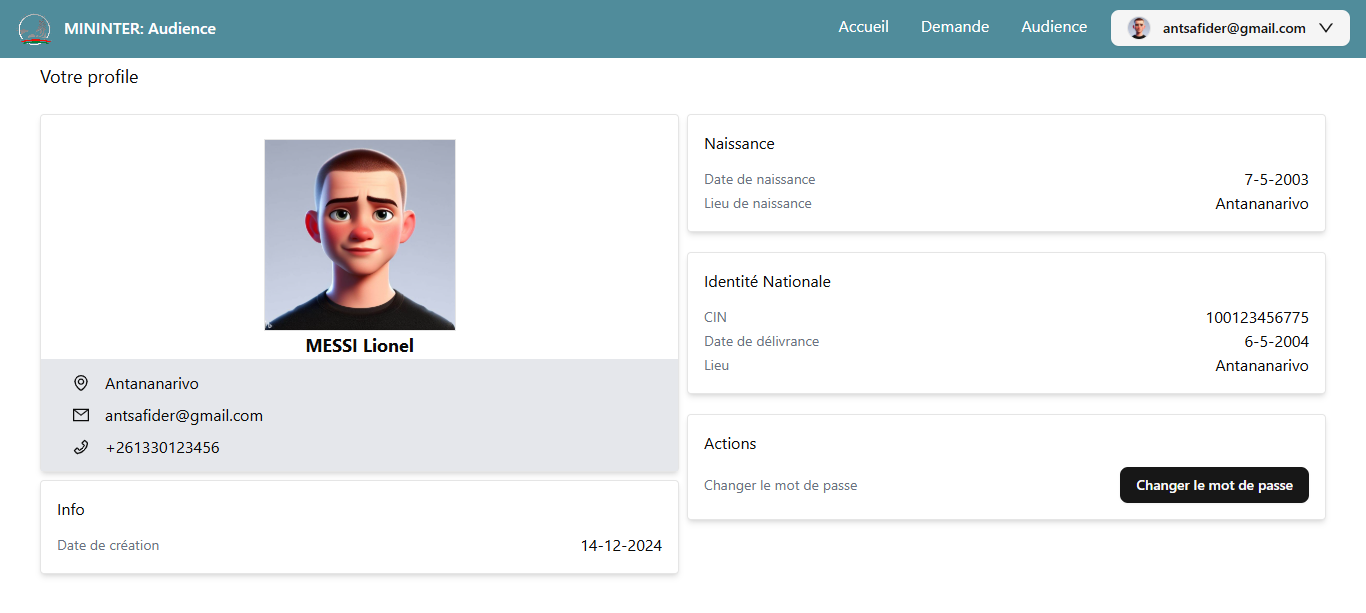 MININTER: Audience
Accueil
Demande
Audience
antsafider@gmail.com
Votre profile
MESSI Lionel
Antananarivo
antsafider@gmail.com
+261330123456
Info
Date de création 14-12-2024
Naissance
Date de naissance 7-5-2003
Lieu de naissance Antananarivo
Identité Nationale
CIN 100123456775
Date de délivrance 6-5-2004
Lieu Antananarivo
Actions
Changer le mot de passe Changer le mot de passe